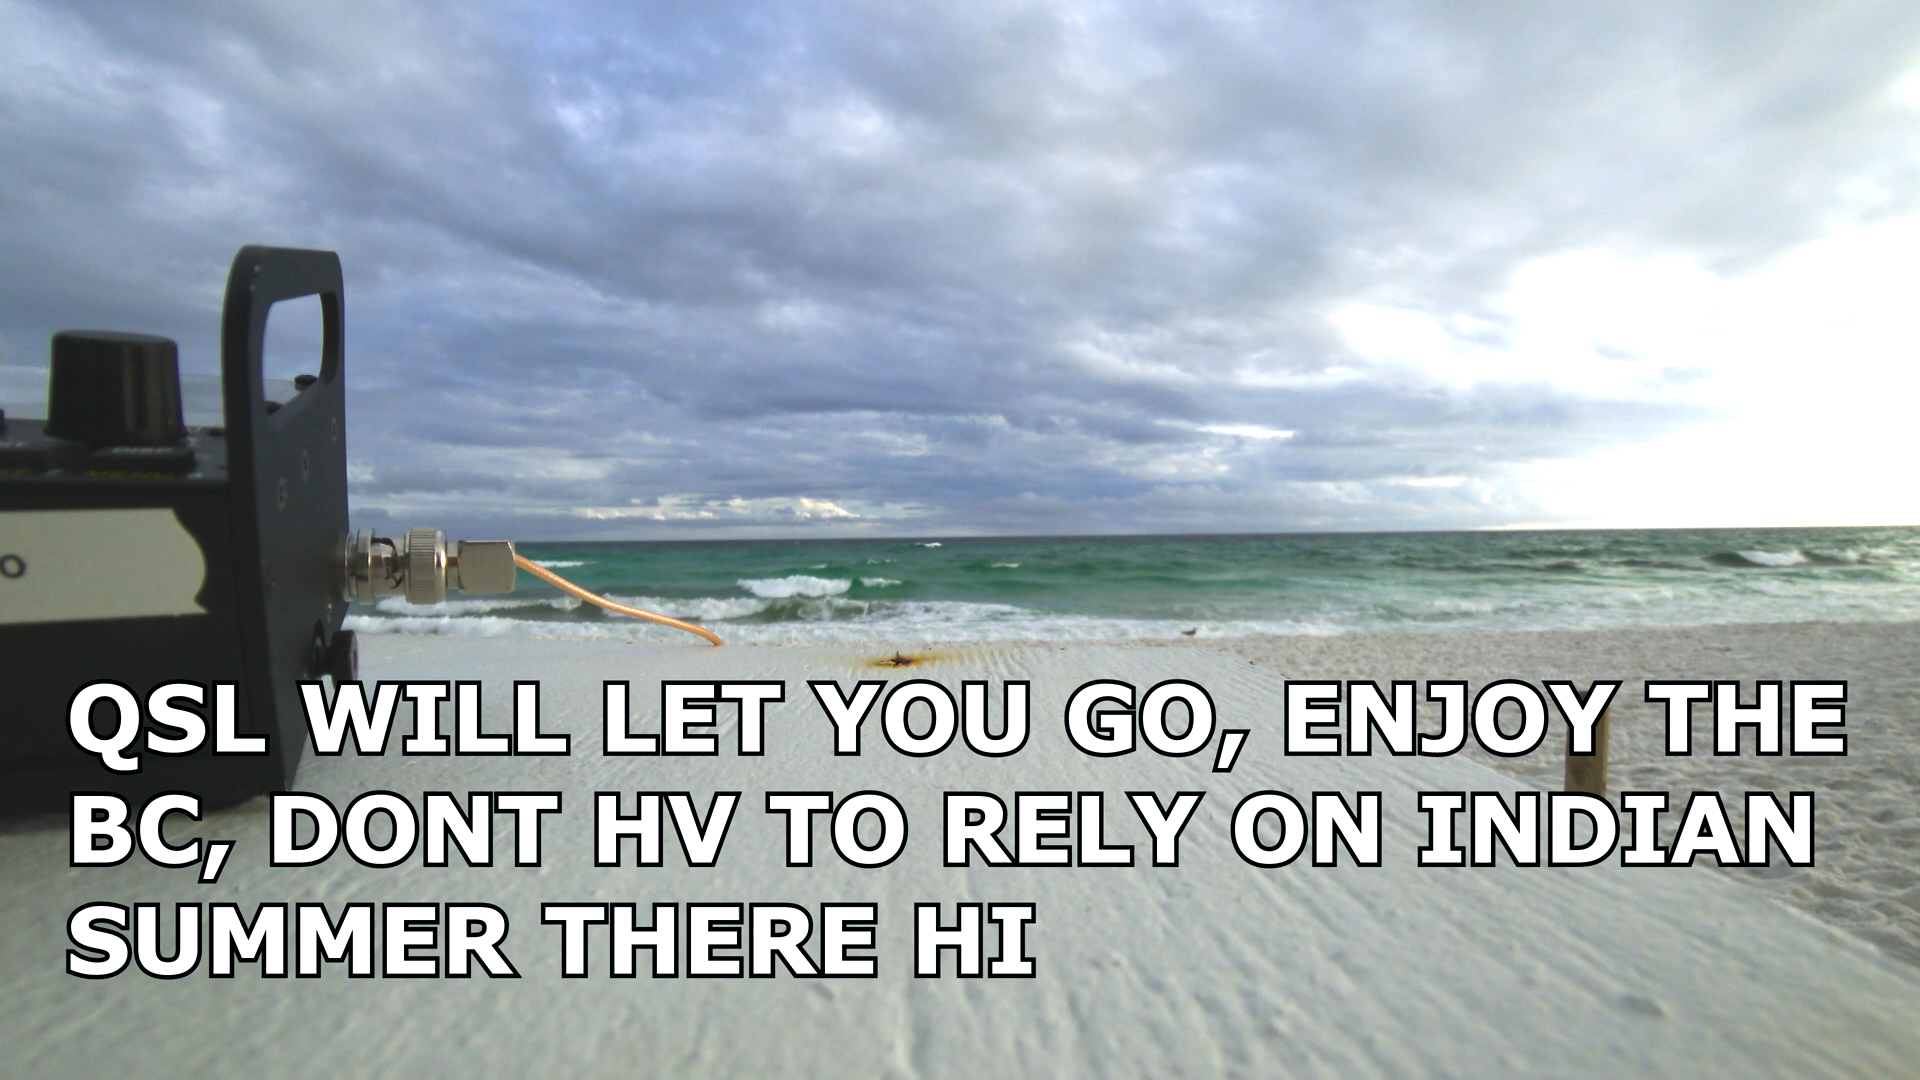 QSL WILL LET YOU GO, ENJOY THE
BC, DONT HV TO RELY ON INDIAN
SUMMER THERE HI